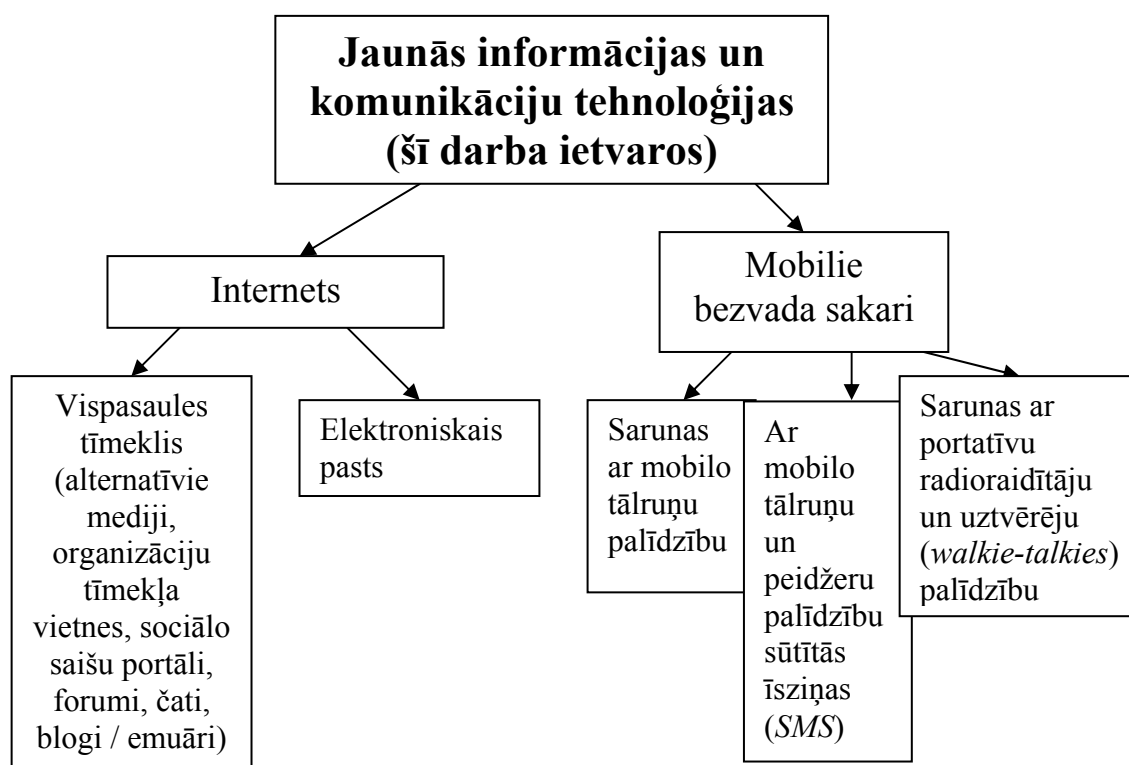 Jaunās informācijas un
komunikāciju tehnoloģijas
(šī darba ietvaros)
Internets
Mobilie
bezvada sakari
Vispasaules
tīmeklis
(alternatīvie
mediji,
organizāciju
tīmekļa
vietnes, sociālo
saišu portāli,
forumi, čati,
blogi / emuāri)
Elektroniskais
pasts
Sarunas
ar mobilo
tālruņu
palīdzību
Ar
mobilo
tālruņu
un
peidžeru
palīdzību
sūtītās
īsziņas
(SMS)
Sarunas ar
portatīvu
radioraidītāju
un uztvērēju
(walkie-talkies)
palīdzību